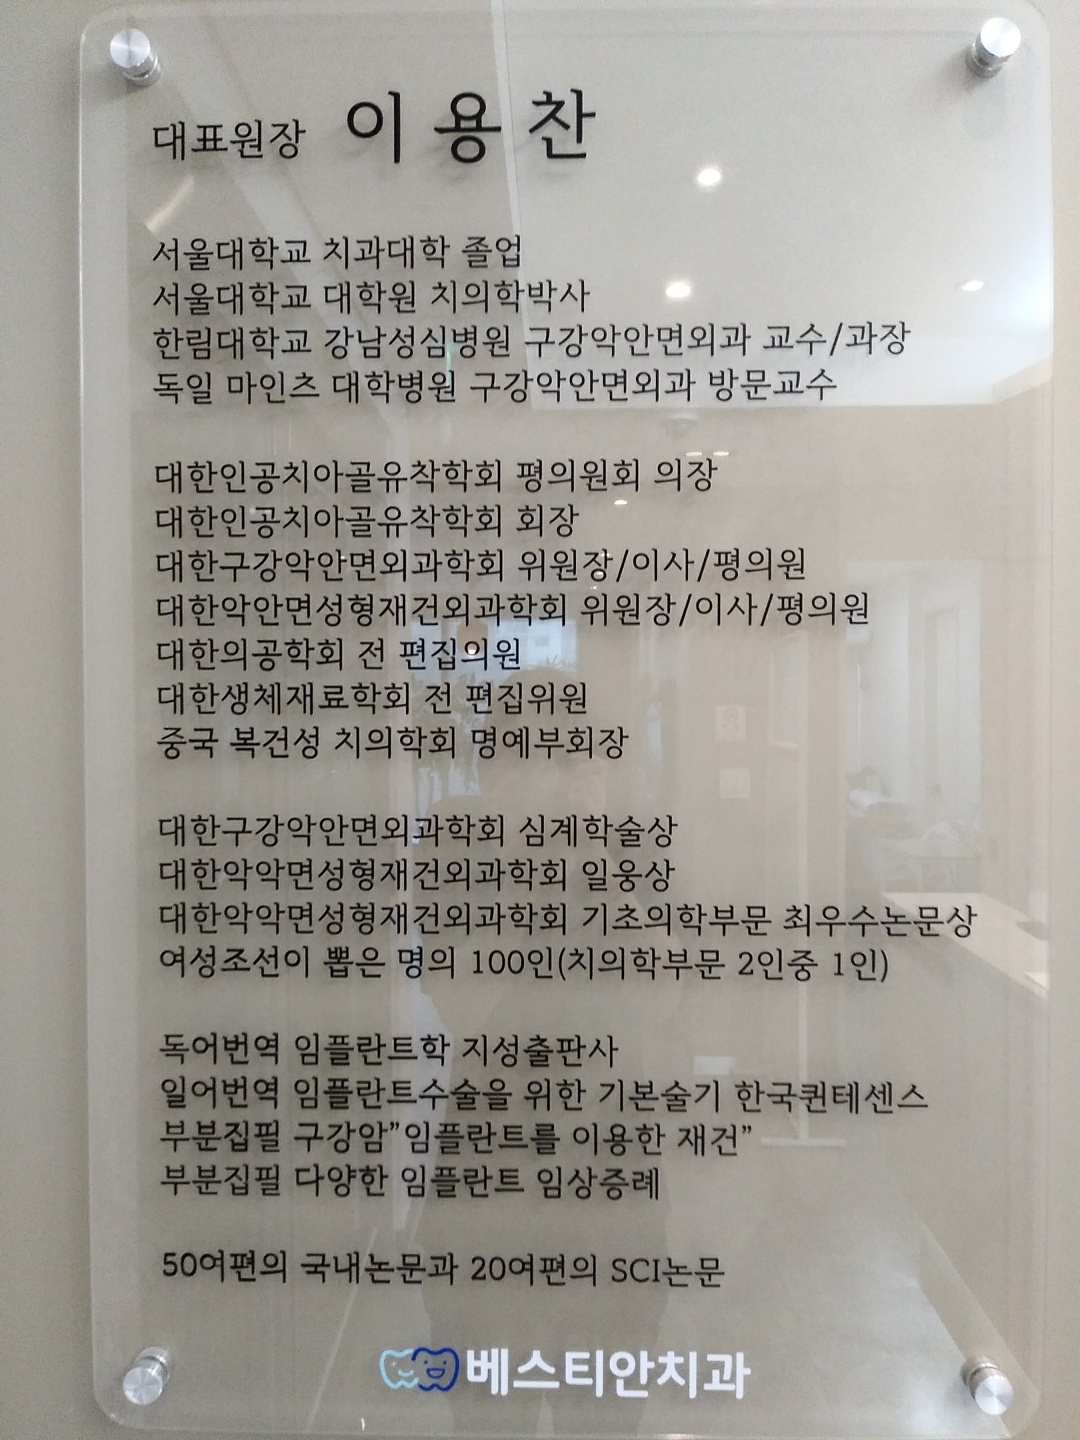 대표원장 이용찬
서울대학교 치과대학 졸업
서울대학교 대학원 치의학박사
한림대학교 강남성심병원 구강악안면외과 교수/과장
독일 마인츠 대학병원 구강악안면외과 방문교수
대한인공치아골유착학회 평의원회 의장
대한인공치아골유착학회 회장
대한구강악안면외과학회 위원장/이사/평의원
대한악안면성형재건외과학회 위원장/이사/평의원
대한의공학회 전 편집의원
대한생체재료학회 전 편집위원
중국 복건성 치의학회 명예부회장
대한구강악안면외과학회 심계학술상
대한악악면성형재건외과학회 일웅상
대한악악면성형재건외과학회 기초의학부문 최우수논문상
여성조선이 뽑은 명의 100인(치의학부문 2인중 1인)
독어번역 임플란트학 지성출판사
일어번역 임플란트수술을 위한 기본술기 한국퀸테센스
부분집필 구강암”임플란트를 이용한 재건”
부분집필 다양한 임플란트 임상증례
50여편의 국내논문과 20여편의 SCI논문
베스티안치과